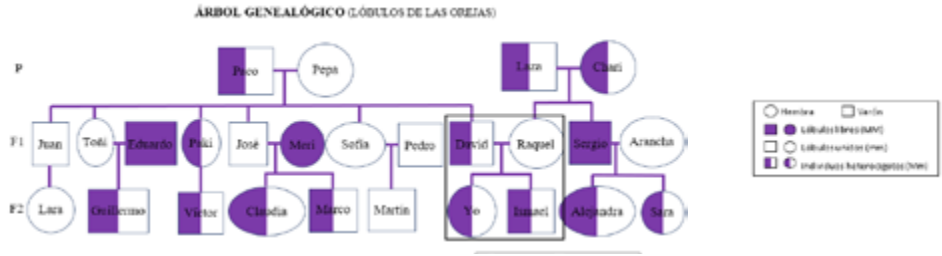 ÁRBOL GENEALÓGICO (LÓBULOS DE LAS OREJAS)
P
Paco
Pepa
Chari
F1
Juan
Toñi
Eduardo
Paki
José
Meri
Sofía
Pedro
David
Raquel
Sergio
Arancha
F2
Lara
Guillermo
Víctor
Claudia
Marco
Martín
Yo
Ismael
Alejandra
Sara
Hembra
Varón
Lóbulos libres (MM)
Lóbulos unidos (mm)
Individuos heterocigotos (Mm)